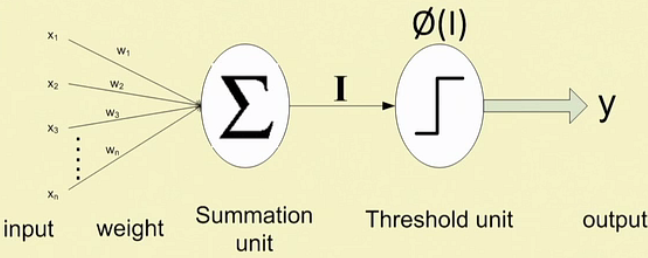 Ø(I)
x₁
w₁
x₂
w₂
Σ
I
y
x₃
w₃
wₙ
xₙ
input
weight
Summation
unit
Threshold unit
output